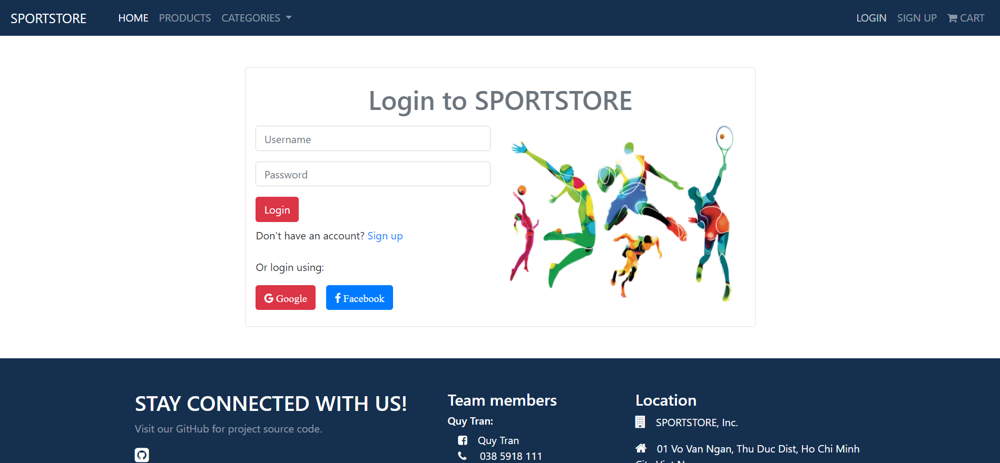 SPORTSTORE HOME PRODUCTS CATEGORIES LOGIN SIGN UP CART
Login to SPORTSTORE
Username
Password
Login
Don't have an account? Sign up
Or login using:
Google Facebook
STAY CONNECTED WITH US!
Visit our GitHub for project source code.
Team members
Quy Tran:
Quy Tran
038 5918 111
Location
SPORTSTORE, Inc.
01 Vo Van Ngan, Thu Duc Dist, Ho Chi Minh